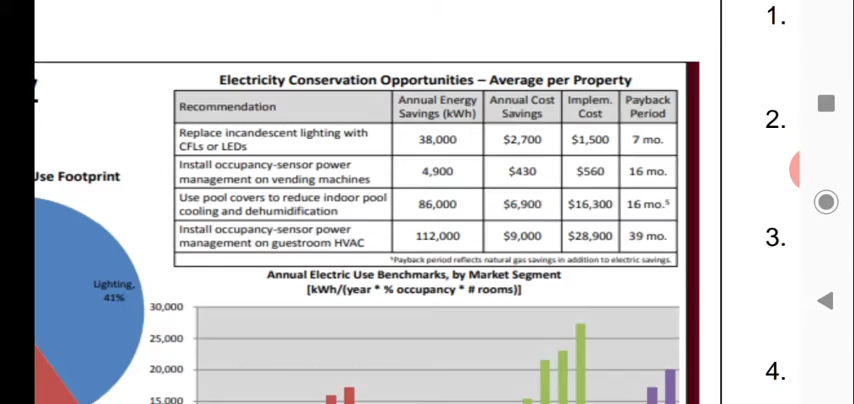 1.
Electricity Conservation Opportunities – Average per Property
Recommendation
Annual Energy
Savings (kWh)
Annual Cost
Savings
Implem.
Cost
Payback
Period
Replace incandescent lighting with
CFLs or LEDs
38,000
$2,700
$1,500
7 mo.
2.
Install occupancy-sensor power
management on vending machines
4,900
$430
$560
16 mo.
Use Footprint
Use pool covers to reduce indoor pool
cooling and dehumidification
86,000
$6,900
$16,300
16 mo.⁵
Install occupancy-sensor power
management on guestroom HVAC
112,000
$9,000
$28,900
39 mo.
3.
⁵Payback period reflects natural gas savings in addition to electric savings.
Annual Electric Use Benchmarks, by Market Segment
[kWh/(year * % occupancy * # rooms)]
Lighting,
41%
30,000
25,000
20,000
15,000
4.